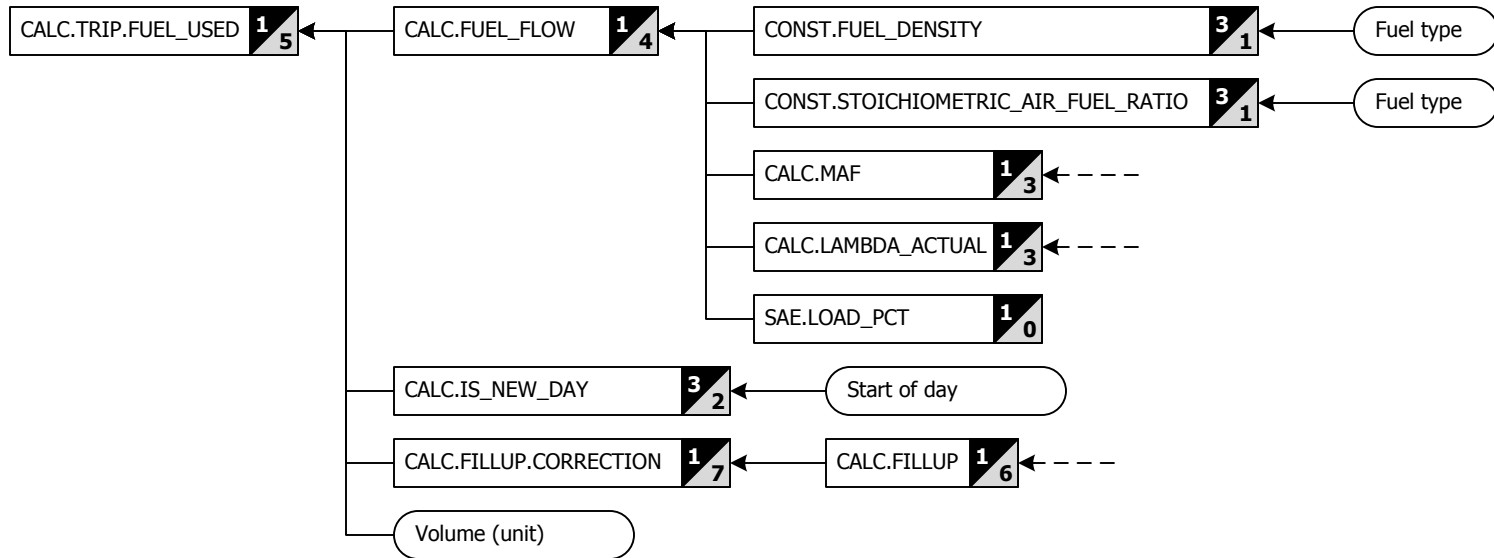 CALC.TRIP.FUEL_USED 1 5
CALC.FUEL_FLOW 1 4
CONST.FUEL_DENSITY 3 1
Fuel type
CONST.STOICHIOMETRIC_AIR_FUEL_RATIO 3 1
Fuel type
CALC.MAF 1 3
CALC.LAMBDA_ACTUAL 1 3
SAE.LOAD_PCT 1 0
CALC.IS_NEW_DAY 3 2
Start of day
CALC.FILLUP.CORRECTION 1 7
CALC.FILLUP 1 6
Volume (unit)